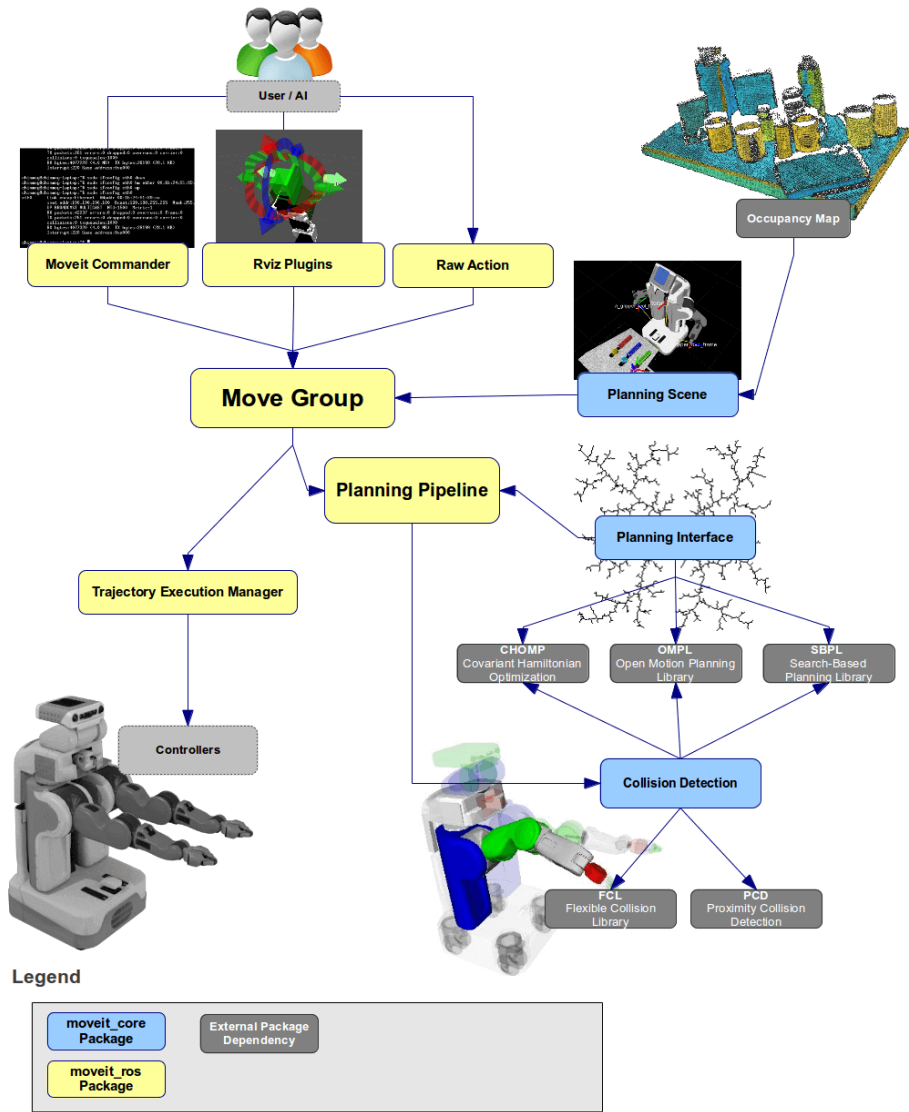 User / AI
Occupancy Map
Moveit Commander
Rviz Plugins
Raw Action
Move Group
Planning Scene
Planning Pipeline
Planning Interface
Trajectory Execution Manager
CHOMP
Covariant Hamiltonian
Optimization
OMPL
Open Motion Planning
Library
SBPL
Search-Based
Planning Library
Controllers
Collision Detection
FCL
Flexible Collision
Library
PCD
Proximity Collision
Detection
Legend
moveit_core
Package
External Package
Dependency
moveit_ros
Package